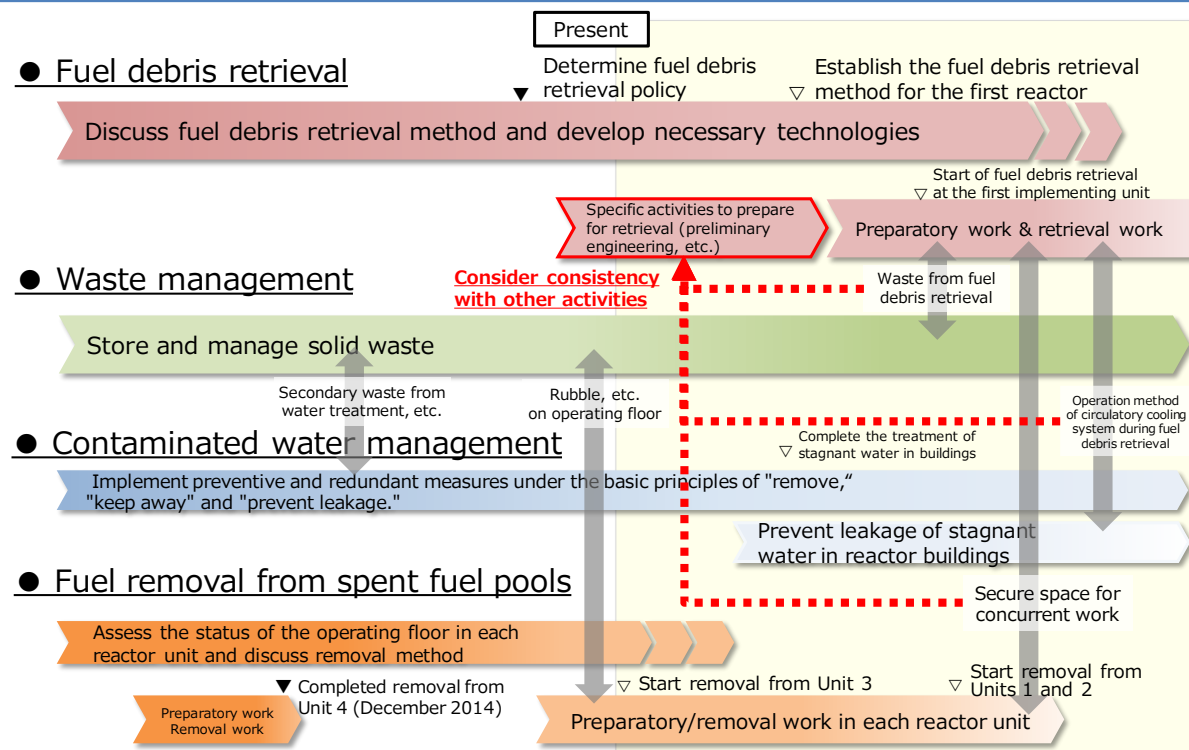 Present
● Fuel debris retrieval
Determine fuel debris
retrieval policy
▼
Establish the fuel debris retrieval
▽ method for the first reactor
Discuss fuel debris retrieval method and develop necessary technologies
Start of fuel debris retrieval
▽ at the first implementing unit
Specific activities to prepare
for retrieval (preliminary
engineering, etc.)
Preparatory work & retrieval work
● Waste management
Consider consistency
with other activities
Waste from fuel
debris retrieval
Store and manage solid waste
Secondary waste from
water treatment, etc.
Rubble, etc.
on operating floor
Operation method
of circulatory cooling
system during fuel
debris retrieval
● Contaminated water management
▽ Complete the treatment of
stagnant water in buildings
Implement preventive and redundant measures under the basic principles of "remove,“
"keep away" and "prevent leakage."
Prevent leakage of stagnant
water in reactor buildings
● Fuel removal from spent fuel pools
Secure space for
concurrent work
Assess the status of the operating floor in each
reactor unit and discuss removal method
▼ Completed removal from
Unit 4 (December 2014)
▽ Start removal from Unit 3
▽ Start removal from
Units 1 and 2
Preparatory work
Removal work
Preparatory/removal work in each reactor unit